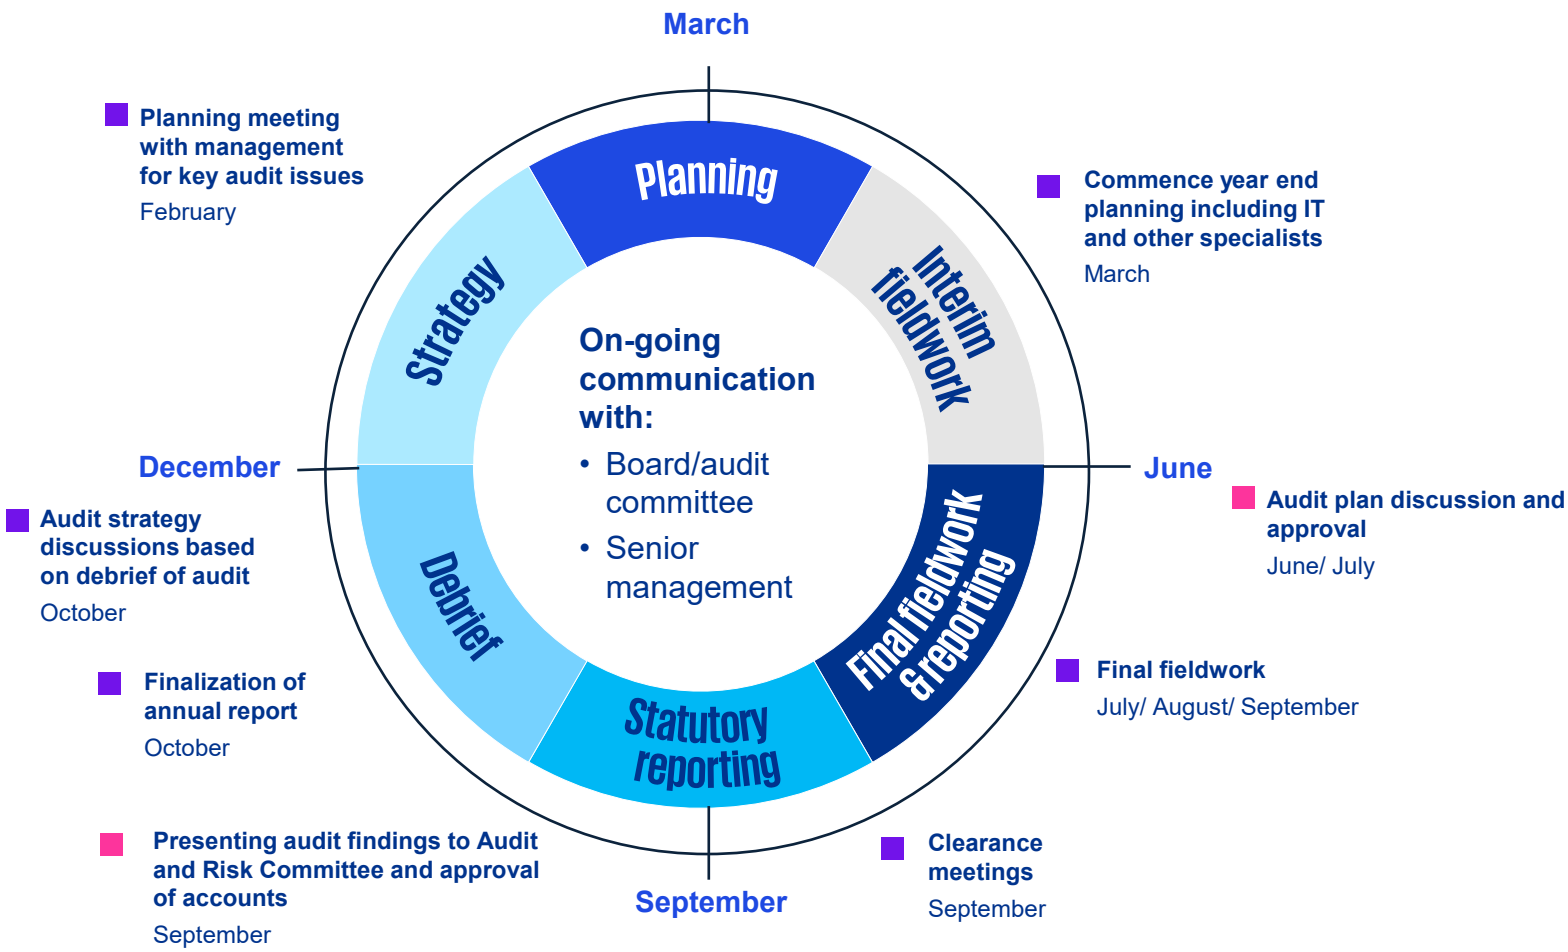 March
Planning meeting
with management
for key audit issues
February
Planning
Commence year end
planning including IT
and other specialists
March
Interim
fieldwork
Strategy
On-going
communication
with:
• Board/audit
committee
• Senior
management
December
June
Audit strategy
discussions based
on debrief of audit
October
Audit plan discussion and
approval
June/ July
Debrief
Final fieldwork
& reporting
Final fieldwork
July/ August/ September
Finalization of
annual report
October
Statutory
reporting
Presenting audit findings to Audit
and Risk Committee and approval
of accounts
September
Clearance
meetings
September
September